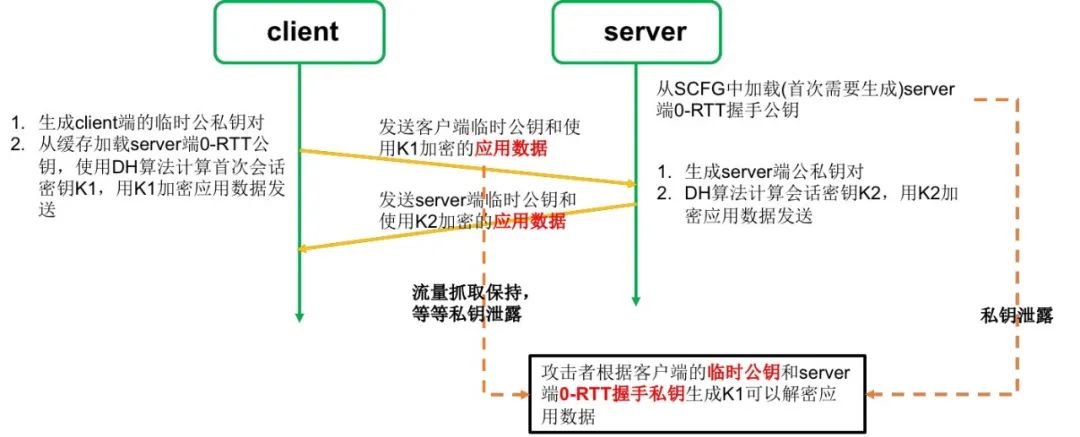 client
server
从SCFG中加载(首次需要生成)server
端0-RTT握手公钥
1. 生成client端的临时公私钥对
2. 从缓存加载server端0-RTT公
钥，使用DH算法计算首次会话
密钥K1，用K1加密应用数据发
送
发送客户端临时公钥和使
用K1加密的应用数据
1. 生成server端公私钥对
2. DH算法计算会话密钥K2，用K2加
密应用数据发送
发送server端临时公钥和
使用K2加密的应用数据
流量抓取保持，
等等私钥泄露
私钥泄露
攻击者根据客户端的临时公钥和server
端0-RTT握手私钥生成K1可以解密应
用数据